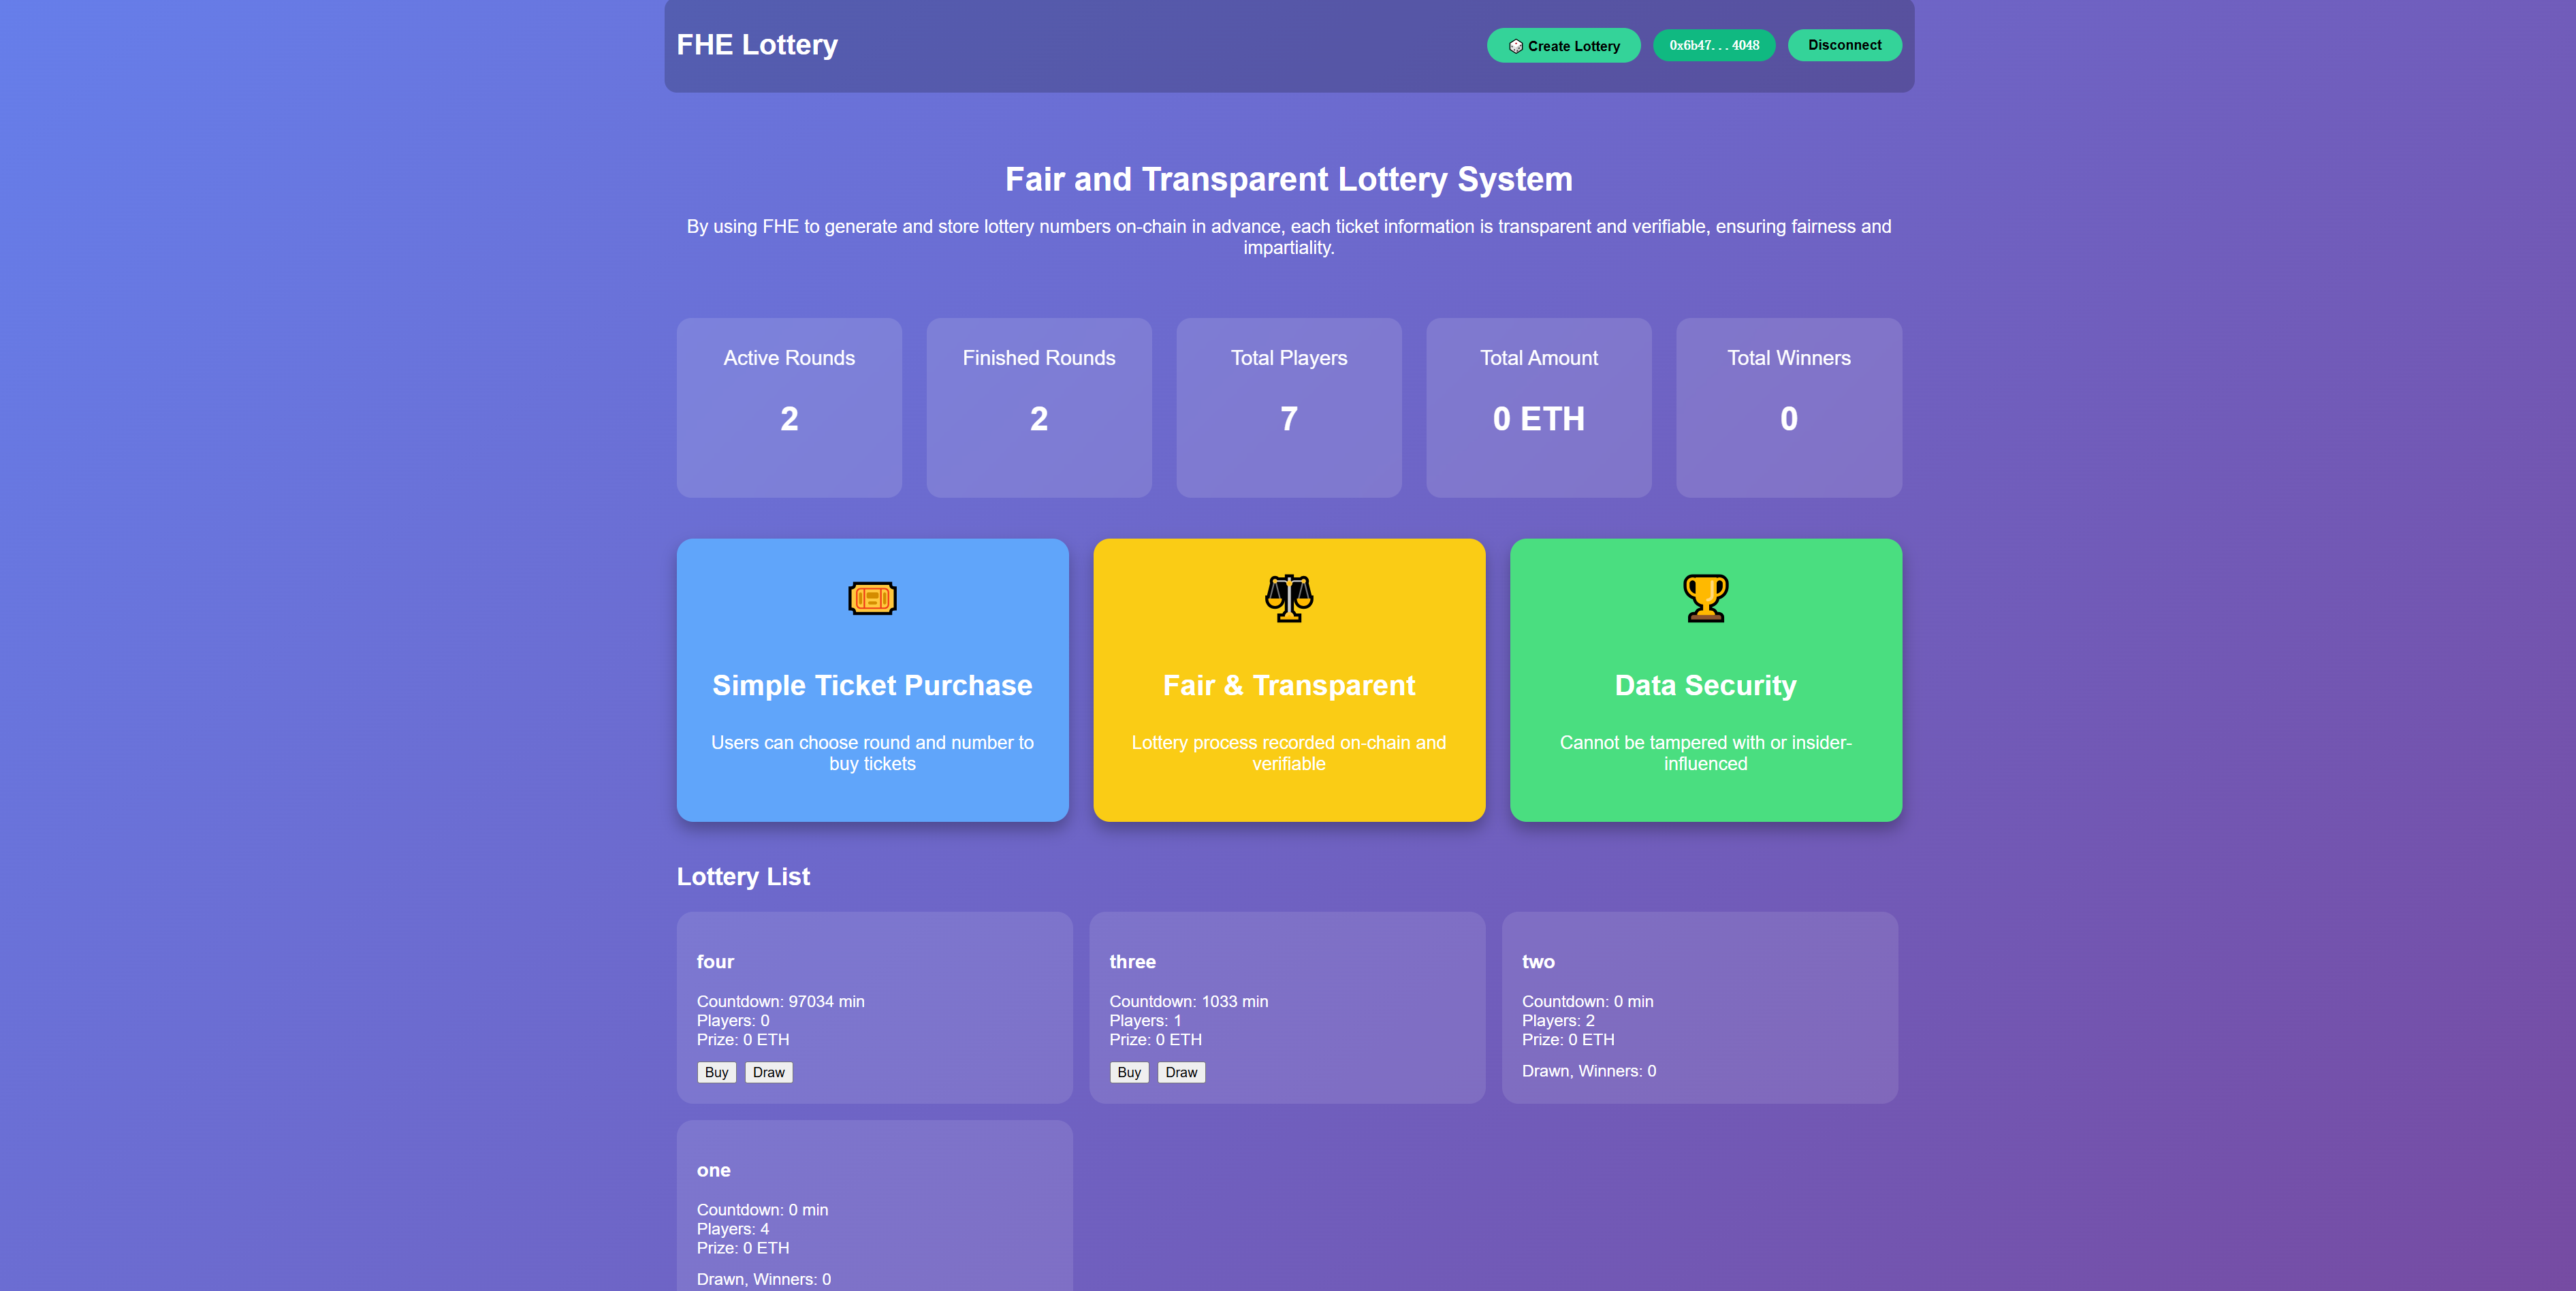 FHE Lottery
Create Lottery
0x6b47...4048
Disconnect
Fair and Transparent Lottery System
By using FHE to generate and store lottery numbers on-chain in advance, each ticket information is transparent and verifiable, ensuring fairness and
impartiality.
Active Rounds
2
Finished Rounds
2
Total Players
7
Total Amount
0 ETH
Total Winners
0
Simple Ticket Purchase
Users can choose round and number to
buy tickets
Fair & Transparent
Lottery process recorded on-chain and
verifiable
Data Security
Cannot be tampered with or insider-
influenced
Lottery List
four
Countdown: 97034 min
Players: 0
Prize: 0 ETH
Buy
Draw
three
Countdown: 1033 min
Players: 1
Prize: 0 ETH
Buy
Draw
two
Countdown: 0 min
Players: 2
Prize: 0 ETH
Drawn, Winners: 0
one
Countdown: 0 min
Players: 4
Prize: 0 ETH
Drawn, Winners: 0